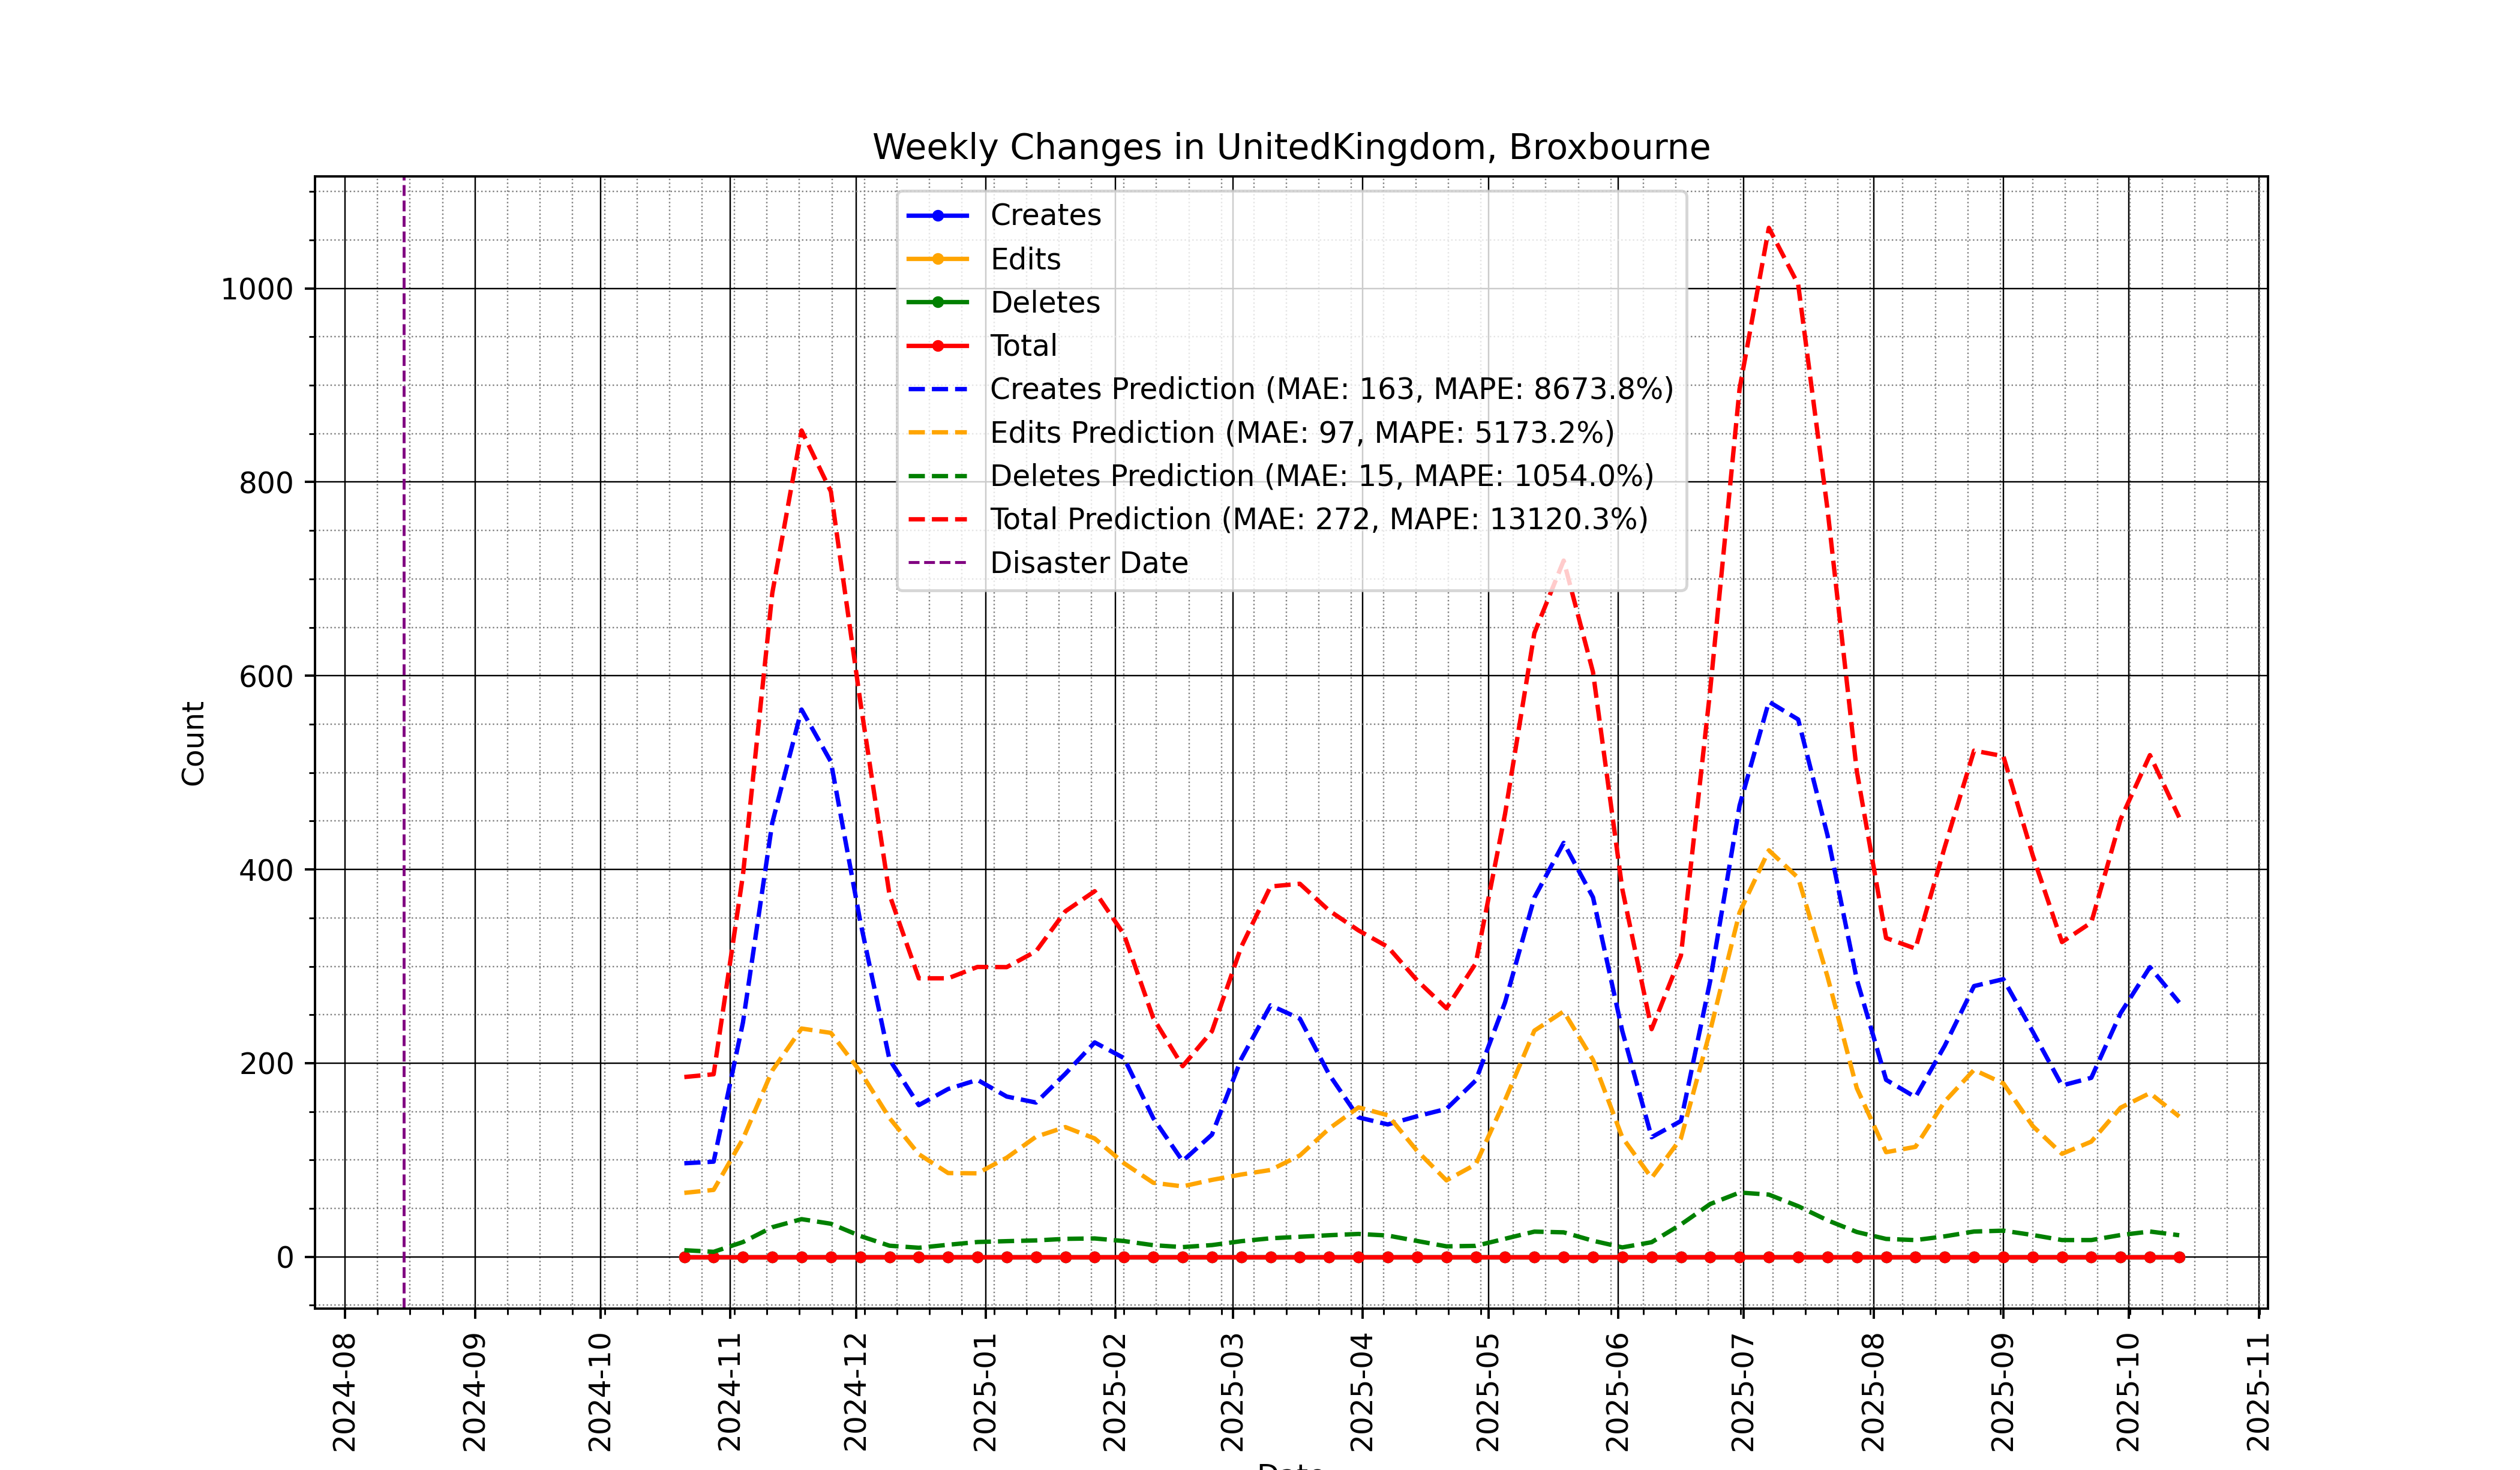 Weekly Changes in UnitedKingdom, Broxbourne
Creates
Edits
Deletes
Total
Creates Prediction (MAE: 163, MAPE: 8673.8%)
Edits Prediction (MAE: 97, MAPE: 5173.2%)
Deletes Prediction (MAE: 15, MAPE: 1054.0%)
Total Prediction (MAE: 272, MAPE: 13120.3%)
Disaster Date
Count
1000
800
600
400
200
0
2024-08
2024-09
2024-10
2024-11
2024-12
2025-01
2025-02
2025-03
2025-04
2025-05
2025-06
2025-07
2025-08
2025-09
2025-10
2025-11